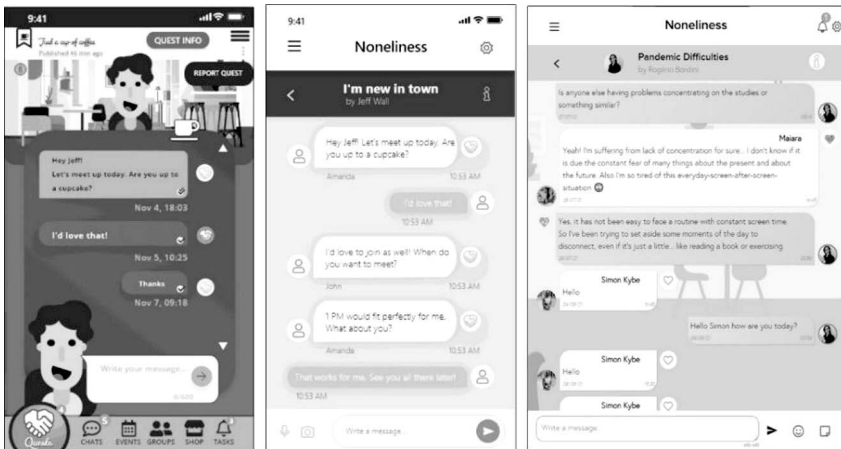 9:41
Find a cup of coffee
Published 46 min ago
QUEST INFO
REPORT QUEST
Hey Jeff!
Let's meet up today. Are you up to
a cupcake?
Nov 4, 18:03
I'd love that!
Nov 5, 10:25
Thanks
Nov 7, 09:18
Write your message...
Querida
CHATS
5
EVENTS
GROUPS
SHOP
TASKS
9:41
Noneliness
I'm new in town
by Jeff Wall
Hey Jeff! Let's meet up today. Are
you up to a cupcake?
Amanda
10:53 AM
I'd love that!
10:53 AM
I'd love to join as well! When do
you want to meet?
John
10:53 AM
1 PM would fit perfectly for me.
What about you?
Amanda
10:53 AM
That works for me. See you all there later!
10:53 AM
Write a message
Noneliness
Pandemic Difficulties
by Rogério Bordini
Is anyone else having problems concentrating on the studies or
something similar?
Maiara
Yeah! I'm suffering from lack of concentration for sure... I don't know if it
is due the constant fear of many things about the present and about
the future. Also I'm so tired of this everyday-screen-after-screen-
situation
Yes, it has not been easy to face a routine with constant screen time.
So I've been trying to set aside some moments of the day to
disconnect, even if it's just a little... like reading a book or exercising.
Simon Kybe
Hello
Hello Simon how are you today?
Simon Kybe
Hello
Simon Kybe
Write a message